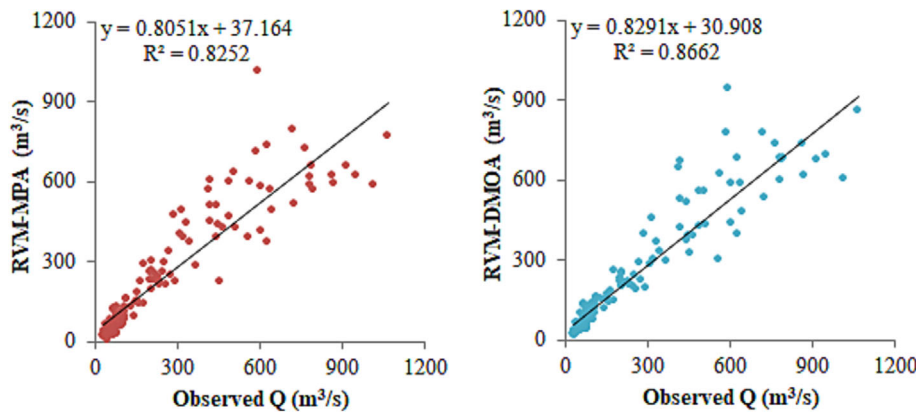 y = 0.8051x + 37.164
R² = 0.8252
1200
900
600
300
0
RVM-MPA (m³/s)
0 300 600 900 1200
Observed Q (m³/s)
y = 0.8291x + 30.908
R² = 0.8662
1200
900
600
300
0
RVM-DMOA (m³/s)
0 300 600 900 1200
Observed Q (m³/s)